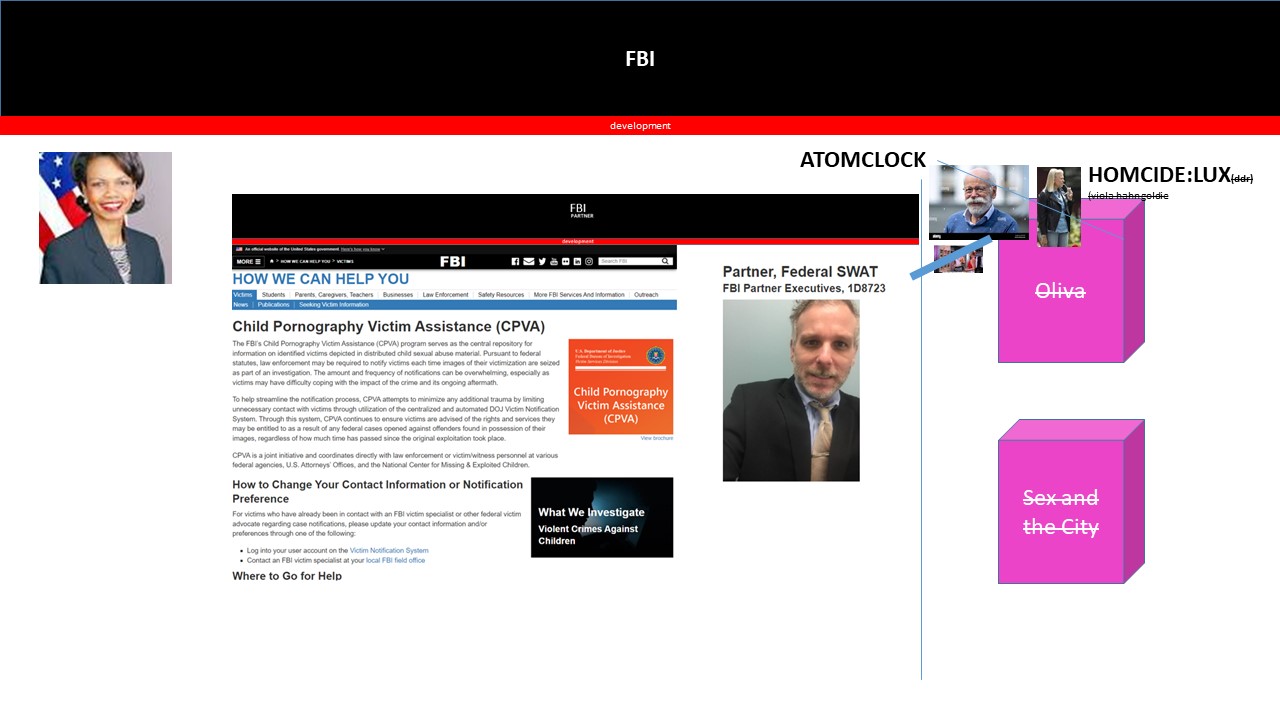 FBI
development
ATOMCLOCK
HOMCIDE:LUX(ddr)
(viola hahn goldie
FBI
PARTNER
development
An official website of the United States government. Here's how you know
MORE
HOME > HOW WE CAN HELP YOU > VICTIMS
FBI
Search FBI
HOW WE CAN HELP YOU
Victims Students Parents, Caregivers, Teachers Businesses Law Enforcement Safety Resources More FBI Services And Information Outreach
News Publications Seeking Victim Information
Child Pornography Victim Assistance (CPVA)
The FBI's Child Pornography Victim Assistance (CPVA) program serves as the central repository for
information on identified victims depicted in distributed child sexual abuse material. Pursuant to federal
statutes, law enforcement may be required to notify victims each time images of their victimization are seized
as part of an investigation. The amount and frequency of notifications can be overwhelming, especially as
victims may have difficulty coping with the impact of the crime and its ongoing aftermath.
To help streamline the notification process, CPVA attempts to minimize any additional trauma by limiting
unnecessary contact with victims through utilization of the centralized and automated DOJ Victim Notification
System. Through this system, CPVA continues to ensure victims are advised of the rights and services they
may be entitled to as a result of any federal cases opened against offenders found in possession of their
images, regardless of how much time has passed since the original exploitation took place.
CPVA is a joint initiative and coordinates directly with law enforcement or victim/witness personnel at various
federal agencies, U.S. Attorneys' Offices, and the National Center for Missing & Exploited Children.
U.S. Department of Justice
Federal Bureau of Investigation
Victim Services Division
Child Pornography
Victim Assistance
(CPVA)
View brochure
How to Change Your Contact Information or Notification
Preference
For victims who have already been in contact with an FBI victim specialist or other federal victim
advocate regarding case notifications, please update your contact information and/or
preferences through one of the following:
Log into your user account on the Victim Notification System
Contact an FBI victim specialist at your local FBI field office
Where to Go for Help
What We Investigate
Violent Crimes Against
Children
Partner, Federal SWAT
FBI Partner Executives, 1D8723
Oliva
Sex and
the City